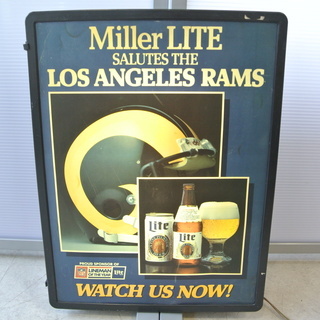 Miller LITE
SALUTES THE
LOS ANGELES RAMS
Lite
Lite
PROUD SPONSOR OF
LINEMAN
OF THE YEAR
Lite
WATCH US NOW!